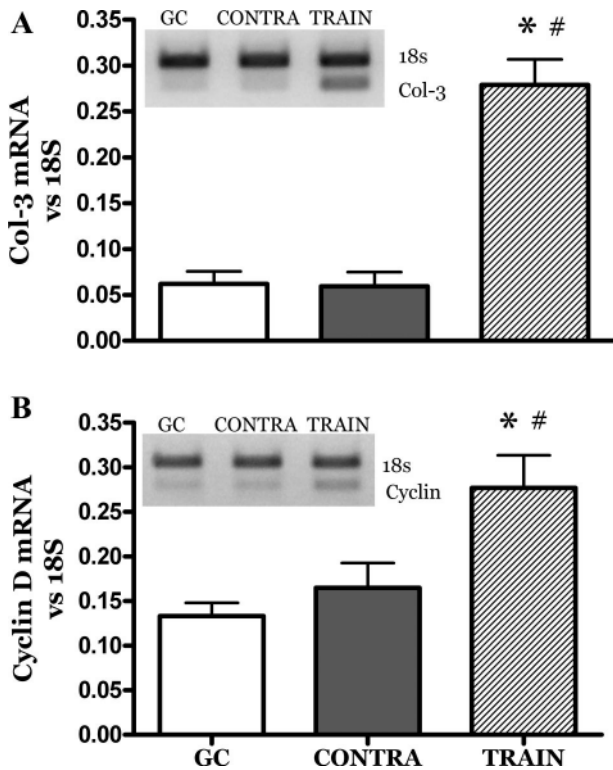 A
GC CONTRA TRAIN
18s
Col-3
* #
Col-3 mRNA
vs 18S
0.35
0.30
0.25
0.20
0.15
0.10
0.05
0.00
B
GC CONTRA TRAIN
18s
Cyclin
* #
Cyclin D mRNA
vs 18S
0.35
0.30
0.25
0.20
0.15
0.10
0.05
0.00
GC CONTRA TRAIN